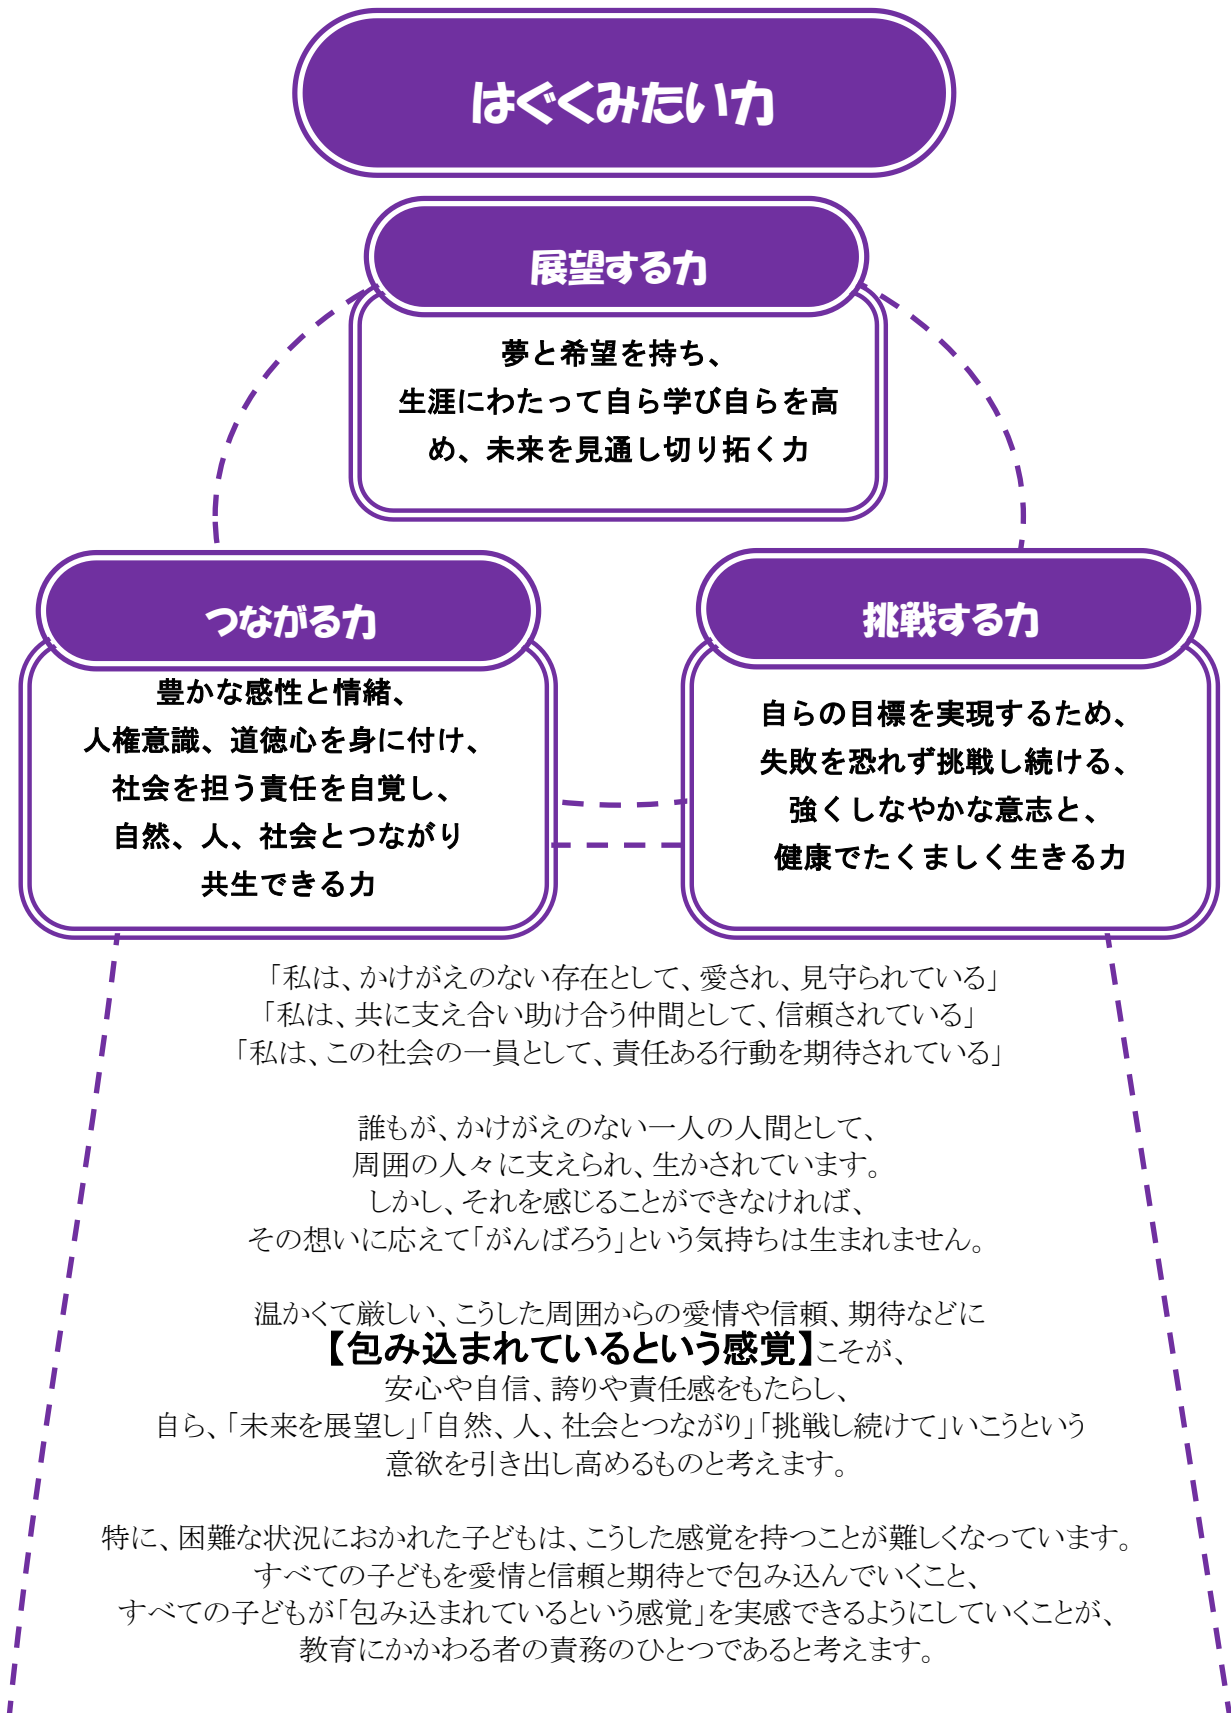 はぐくみたい力
展望する力
夢と希望を持ち、
生涯にわたって自ら学び自らを高
め、未来を見通し切り拓く力
つながる力
豊かな感性と情緒、
人権意識、道徳心を身に付け、
社会を担う責任を自覚し、
自然、人、社会とつながり
共生できる力
挑戦する力
自らの目標を実現するため、
失敗を恐れず挑戦し続ける、
強くしなやかな意志と、
健康でたくましく生きる力
「私は、かけがえのない存在として、愛され、見守られている」
「私は、共に支え合い助け合う仲間として、信頼されている」
「私は、この社会の一員として、責任ある行動を期待されている」
誰もが、かけがえのない一人の人間として、
周囲の人々に支えられ、生かされています。
しかし、それを感じることができなければ、
その想いに応えて「がんばろう」という気持ちは生まれません。
温かくて厳しい、こうした周囲からの愛情や信頼、期待などに
【包み込まれているという感覚】こそが、
安心や自信、誇りや責任感をもたらし、
自ら、「未来を展望し」「自然、人、社会とつながり」「挑戦し続けて」いこうという
意欲を引き出し高めるものと考えます。
特に、困難な状況におかれた子どもは、こうした感覚を持つことが難しくなっています。
すべての子どもを愛情と信頼と期待とで包み込んでいくこと、
すべての子どもが「包み込まれているという感覚」を実感できるようにしていくことが、
教育にかかわる者の責務のひとつであると考えます。